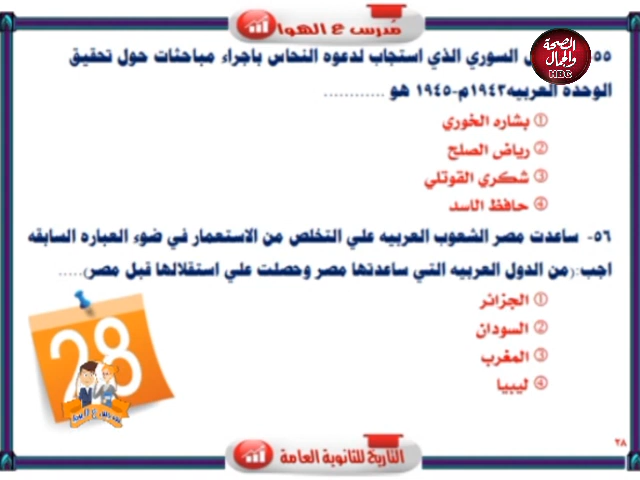 مدرس ع الهوا
الصحة والجمال
HBC
٥٥ السوري الذي استجاب لدعوه النحاس باجراء مباحثات حول تحقيق
الوحده العربيه١٩٤٣م-١٩٤٥ هو ............
① بشاره الخوري
② رياض الصلح
③ شكري القوتلي
④ حافظ الاسد
٥٦- ساعدت مصر الشعوب العربيه علي التخلص من الاستعمار في ضوء العباره السابقه
اجب:(من الدول العربيه التي ساعدتها مصر وحصلت علي استقلالها قبل مصر).....
① الجزائر
② السودان
③ المغرب
④ ليبيا
28
٢٨
التاريخ للثانوية العامة